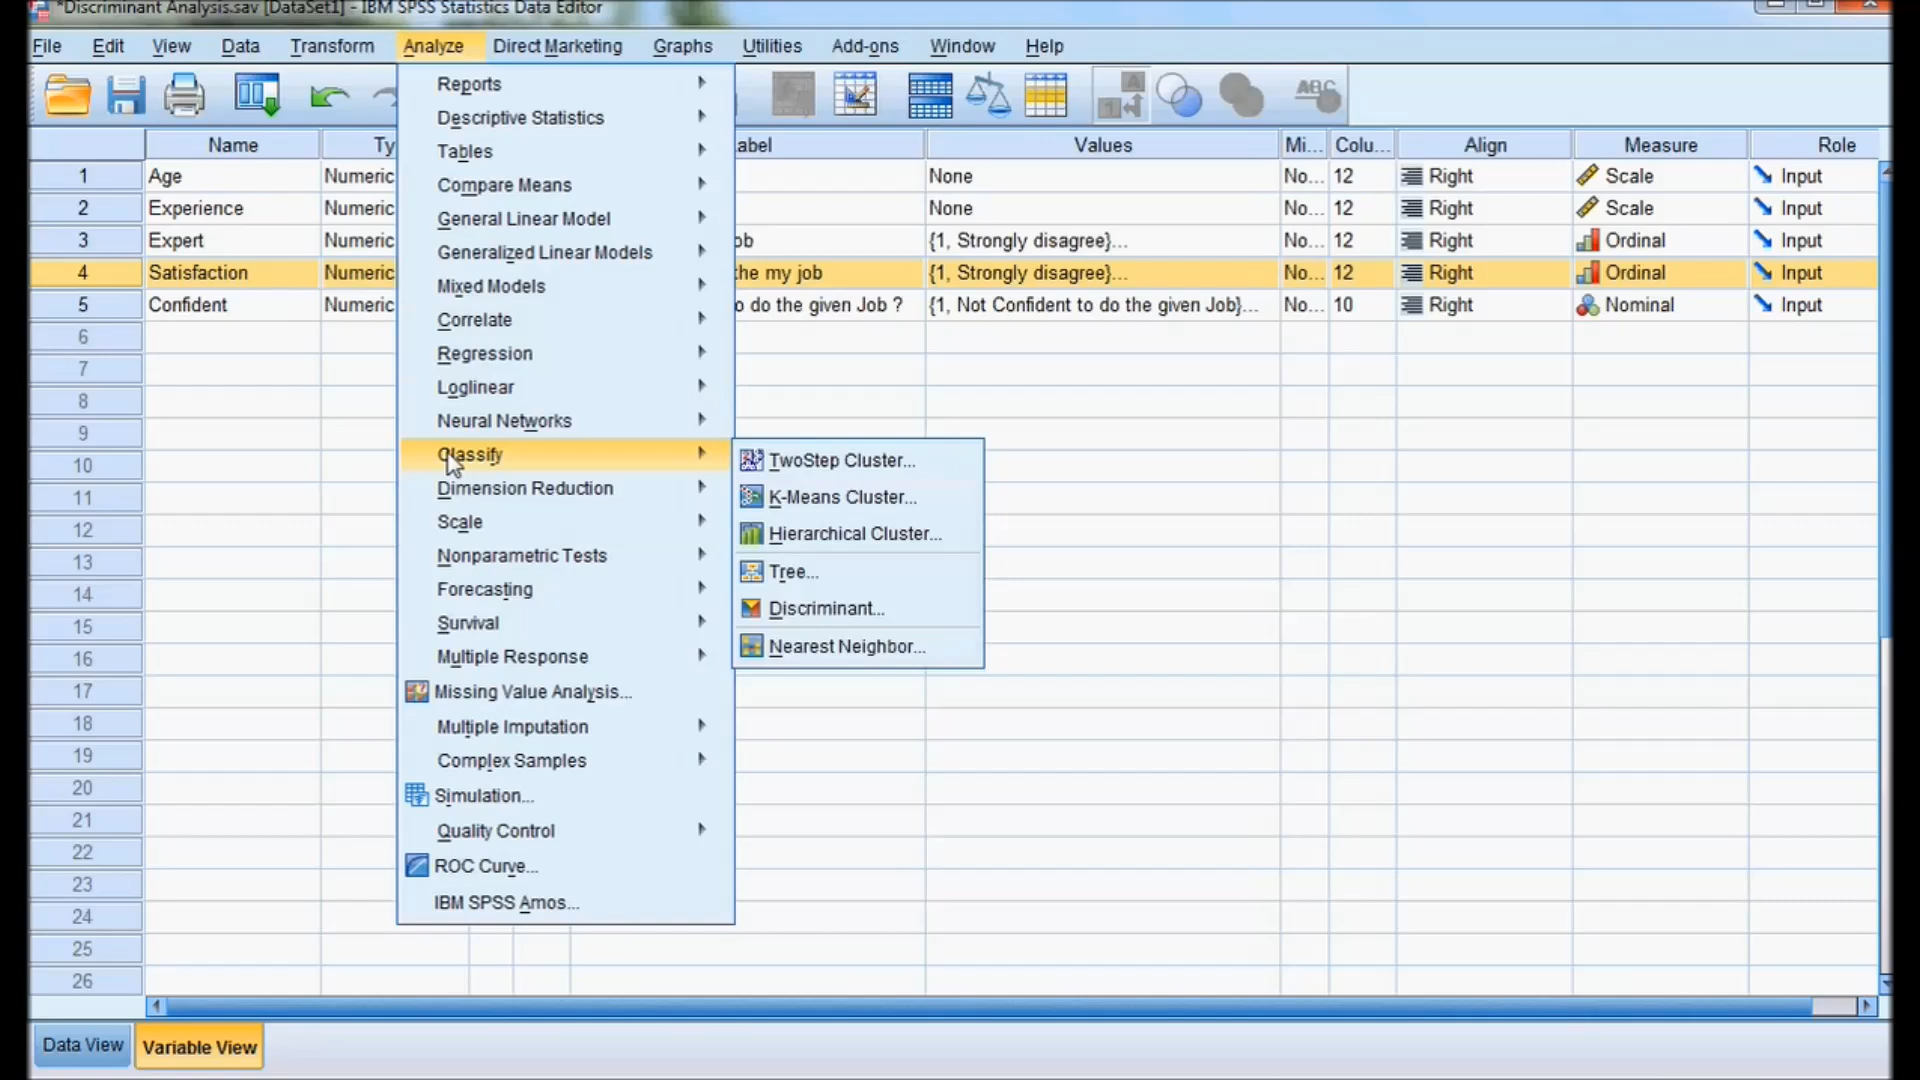 *Discriminant Analysis.sav [DataSet1] - IBM SPSS Statistics Data Editor
File Edit View Data Transform Analyze Direct Marketing Graphs Utilities Add-ons Window Help
Name Ty abel Values Mi... Colu... Align Measure Role
1 Age Numeric None No... 12 Right Scale Input
2 Experience Numeric None No... 12 Right Scale Input
3 Expert Numeric ob {1, Strongly disagree}... No... 12 Right Ordinal Input
4 Satisfaction Numeric the my job {1, Strongly disagree}... No... 12 Right Ordinal Input
5 Confident Numeric o do the given Job ? {1, Not Confident to do the given Job}... No... 10 Right Nominal Input
6
7
8
9
10
11
12
13
14
15
16
17
18
19
20
21
22
23
24
25
26
Reports
Descriptive Statistics
Tables
Compare Means
General Linear Model
Generalized Linear Models
Mixed Models
Correlate
Regression
Loglinear
Neural Networks
Classify
Dimension Reduction
Scale
Nonparametric Tests
Forecasting
Survival
Multiple Response
Missing Value Analysis...
Multiple Imputation
Complex Samples
Simulation...
Quality Control
ROC Curve...
IBM SPSS Amos...
TwoStep Cluster...
K-Means Cluster...
Hierarchical Cluster...
Tree...
Discriminant...
Nearest Neighbor...
Data View Variable View